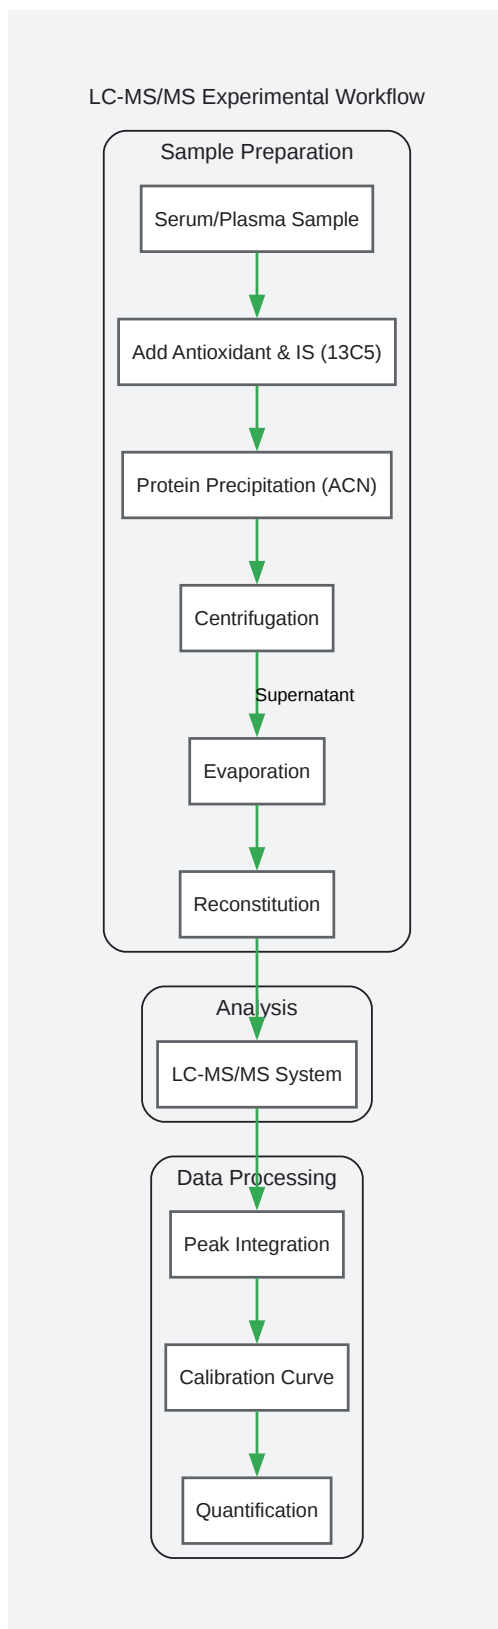 LC-MS/MS Experimental Workflow
Sample Preparation
Serum/Plasma Sample
Add Antioxidant & IS (13C5)
Protein Precipitation (ACN)
Centrifugation
Supernatant
Evaporation
Reconstitution
Analysis
LC-MS/MS System
Data Processing
Peak Integration
Calibration Curve
Quantification